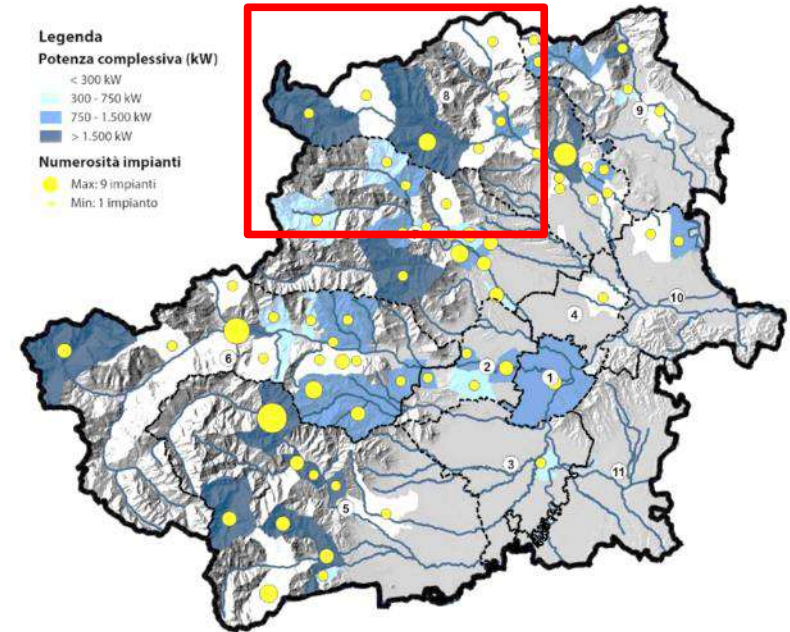 Legenda
Potenza complessiva (kW)
< 300 kW
300 - 750 kW
750 - 1.500 kW
> 1.500 kW
Numerosità impianti
Max: 9 impianti
Min: 1 impianto
8
9
10
4
6
2
1
3
11
5